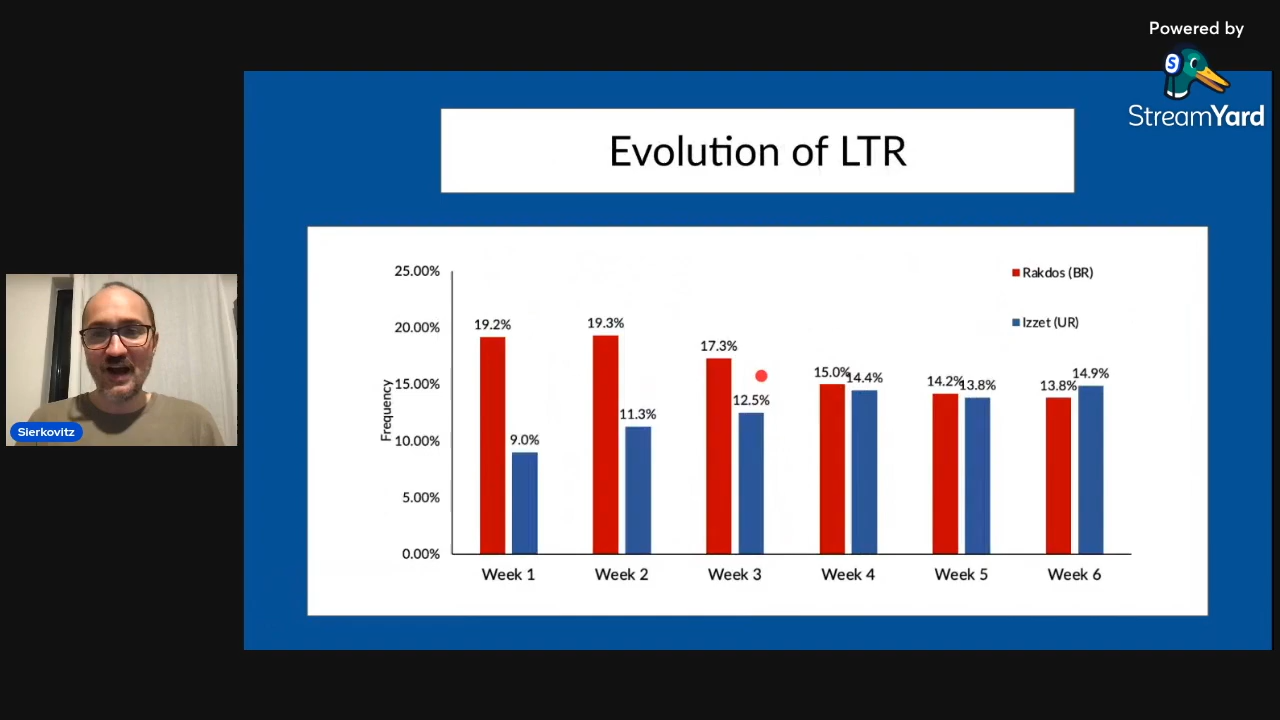 Powered by
S
StreamYard
Evolution of LTR
25.00%
20.00%
15.00%
10.00%
5.00%
0.00%
Frequency
Rakdos (BR)
Izzet (UR)
19.2%
9.0%
19.3%
11.3%
17.3%
12.5%
15.0%
14.4%
14.2%
13.8%
13.8%
14.9%
Week 1
Week 2
Week 3
Week 4
Week 5
Week 6
Sierkovitz